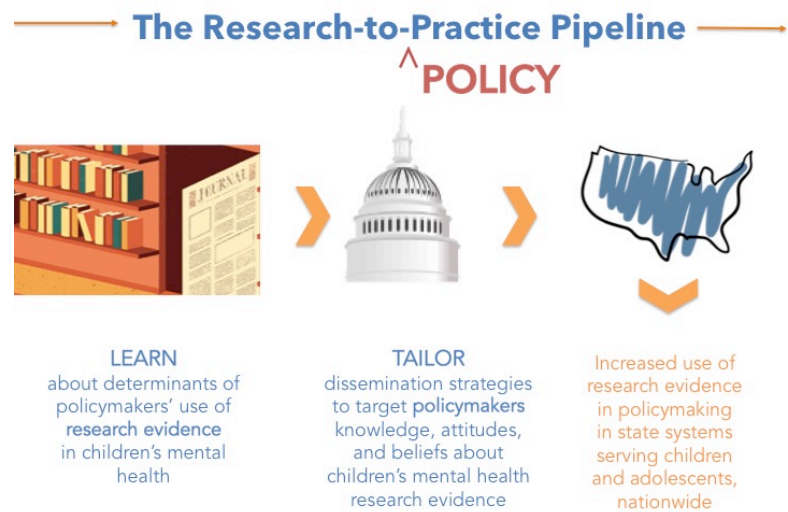 The Research-to-Practice Pipeline
^POLICY
JOURNAL
LEARN
about determinants of
policymakers' use of
research evidence
in children's mental
health
TAILOR
dissemination strategies
to target policymakers
knowledge, attitudes,
and beliefs about
children's mental health
research evidence
Increased use of
research evidence
in policymaking
in state systems
serving children
and adolescents,
nationwide